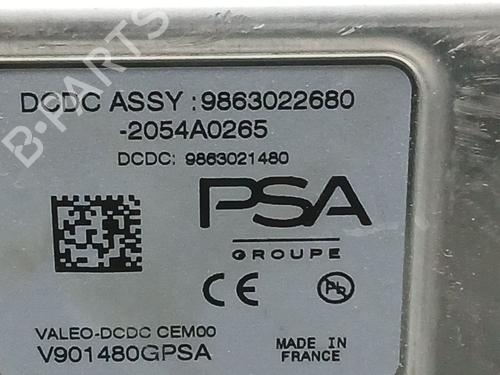 DCDC ASSY : 9863022680
-2054A0265
DCDC: 9863021480
PSA
GROUPE
CE
Pb
VALEO-DCDC CEM00
V901480GPSA
MADE IN
FRANCE
B-PARTS